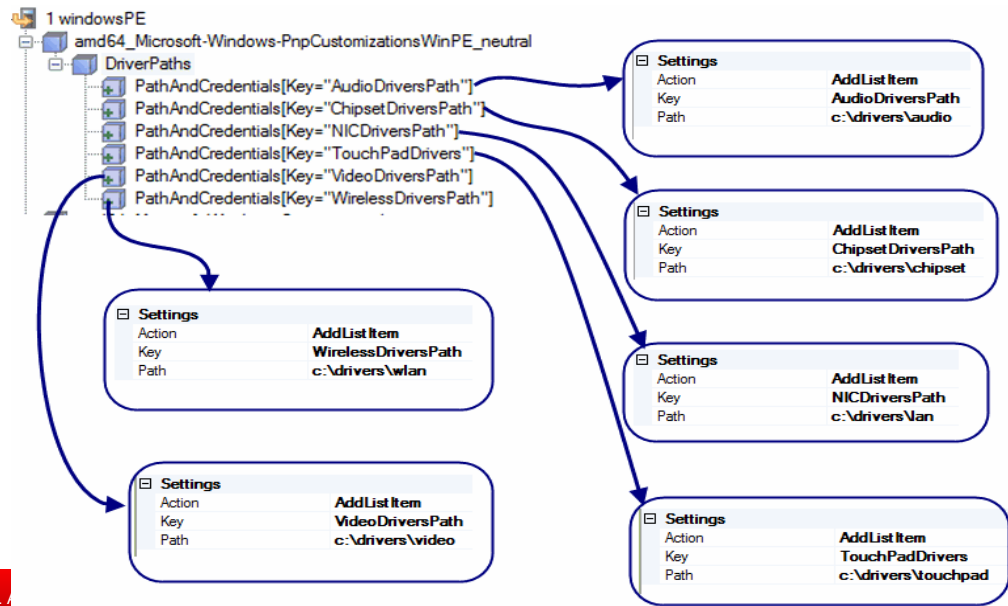 1 windowsPE
amd64_Microsoft-Windows-PnpCustomizationsWinPE_neutral
DriverPaths
PathAndCredentials[Key="AudioDriversPath"]
PathAndCredentials[Key="ChipsetDriversPath"]
PathAndCredentials[Key="NICDriversPath"]
PathAndCredentials[Key="TouchPadDrivers"]
PathAndCredentials[Key="VideoDriversPath"]
PathAndCredentials[Key="WirelessDriversPath"]
Settings
Action AddListItem
Key AudioDriversPath
Path c:\drivers\audio
Settings
Action AddListItem
Key ChipsetDriversPath
Path c:\drivers\chipset
Settings
Action AddListItem
Key WirelessDriversPath
Path c:\drivers\wlan
Settings
Action AddListItem
Key NICDriversPath
Path c:\drivers\lan
Settings
Action AddListItem
Key VideoDriversPath
Path c:\drivers\video
Settings
Action AddListItem
Key TouchPadDrivers
Path c:\drivers\touchpad